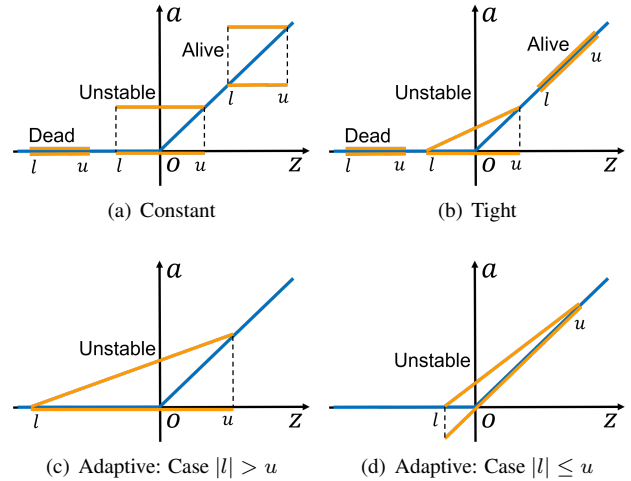 a
Alive
Unstable
l
u
Dead
l
u
l
o
u
z
(a) Constant
a
Alive
u
Unstable
l
Dead
l
u
l
o
u
z
(b) Tight
a
Unstable
l
o
u
z
(c) Adaptive: Case |l| > u
a
u
Unstable
l
o
z
(d) Adaptive: Case |l| ≤ u